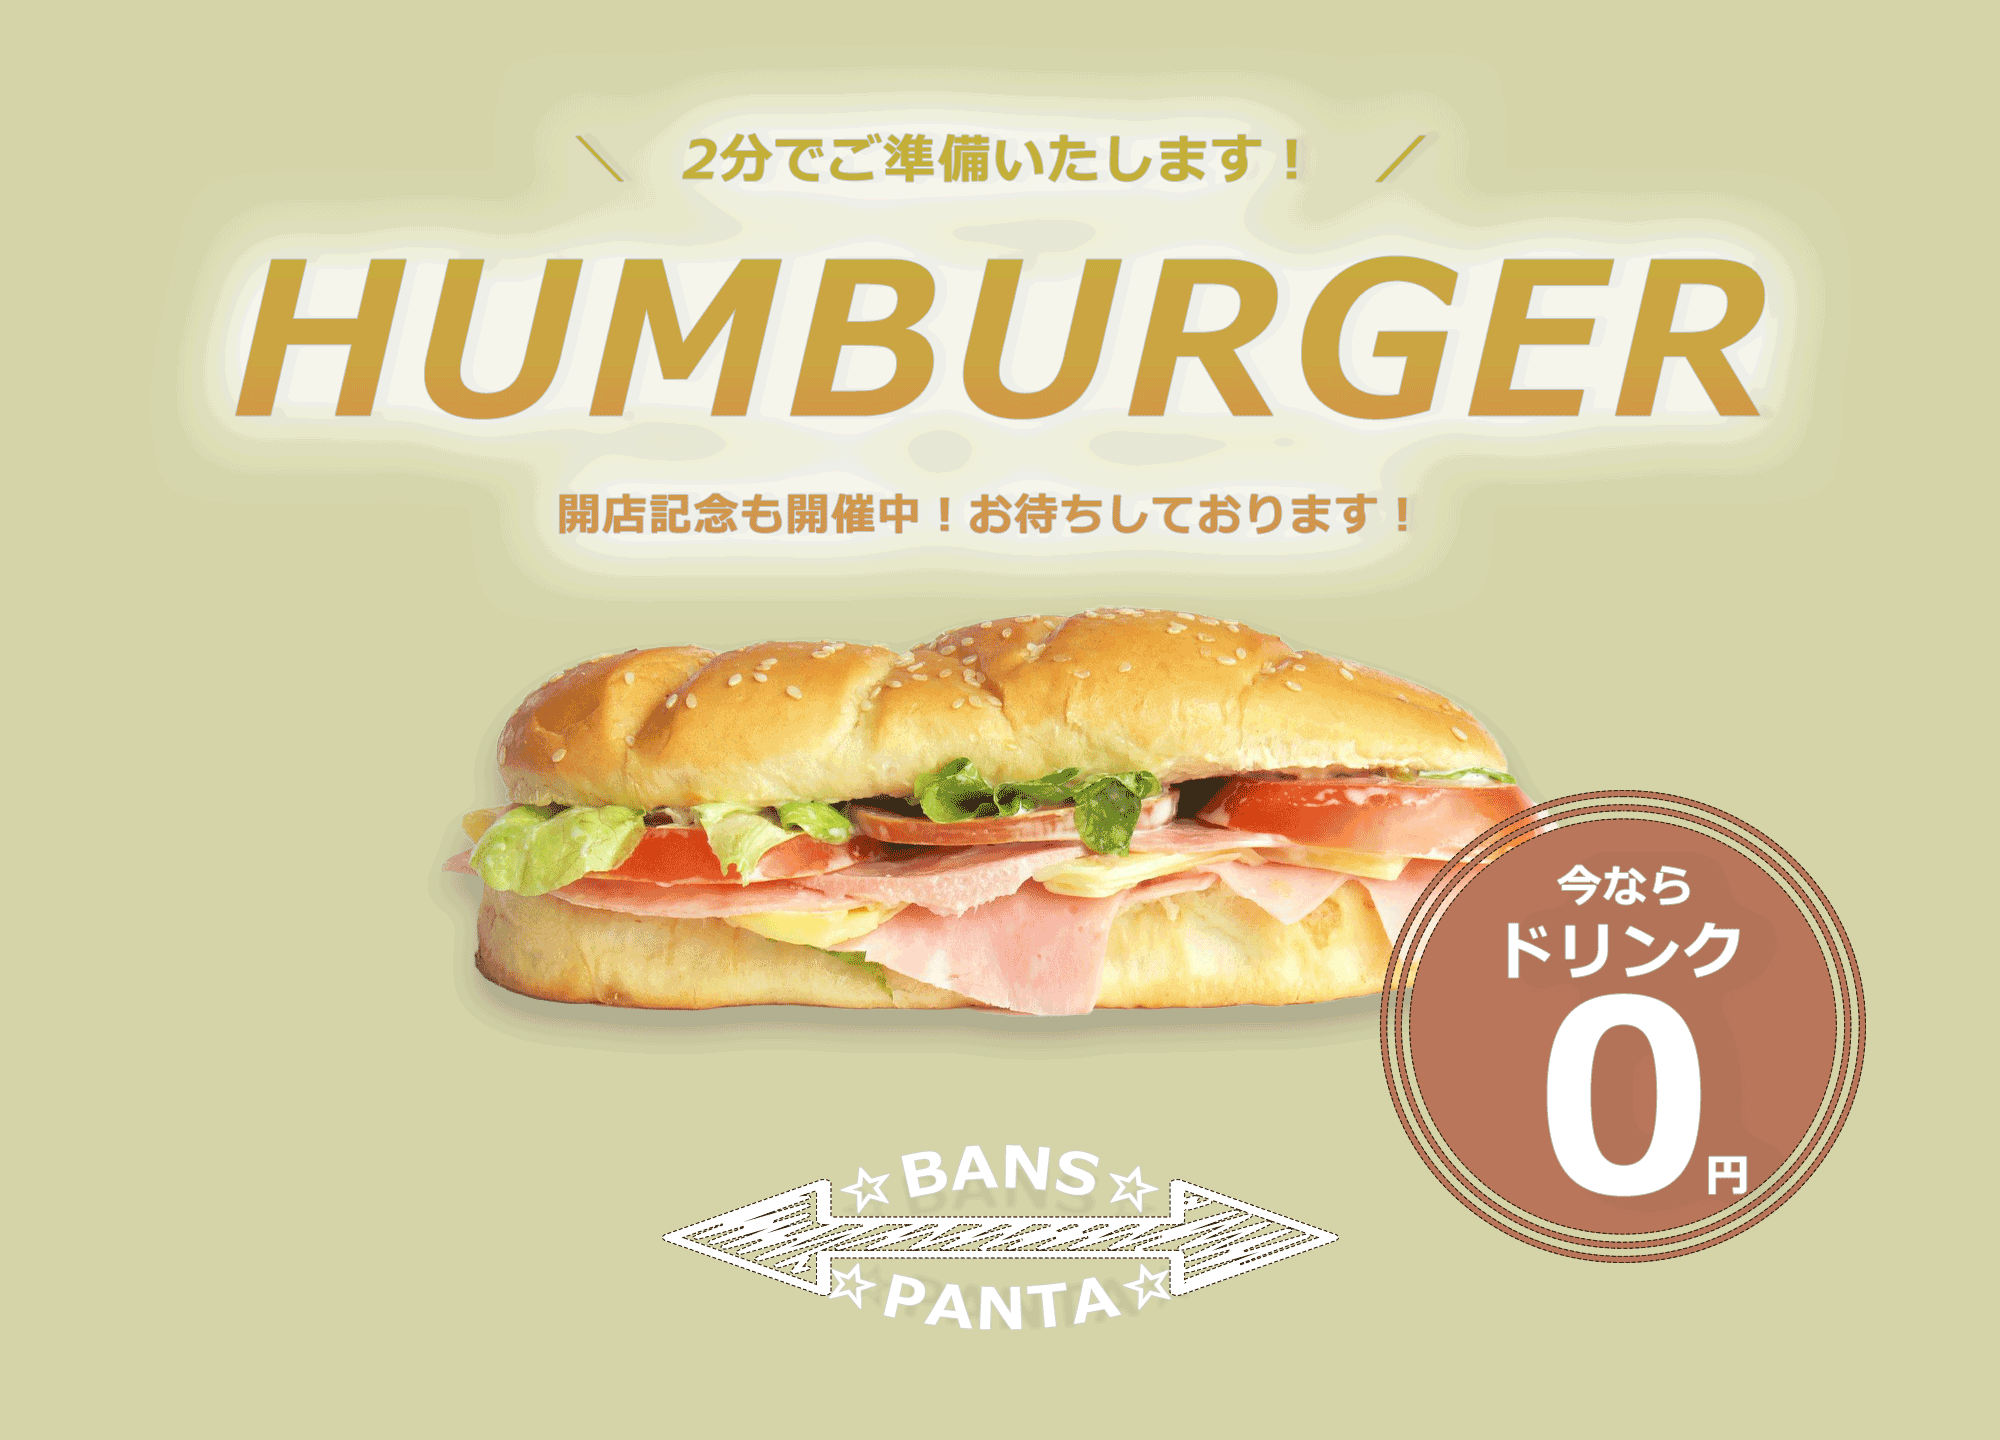 2分でご準備いたします！
HUMBURGER
開店記念も開催中！お待ちしております！
今なら
ドリンク
0円
BANS
PANTA